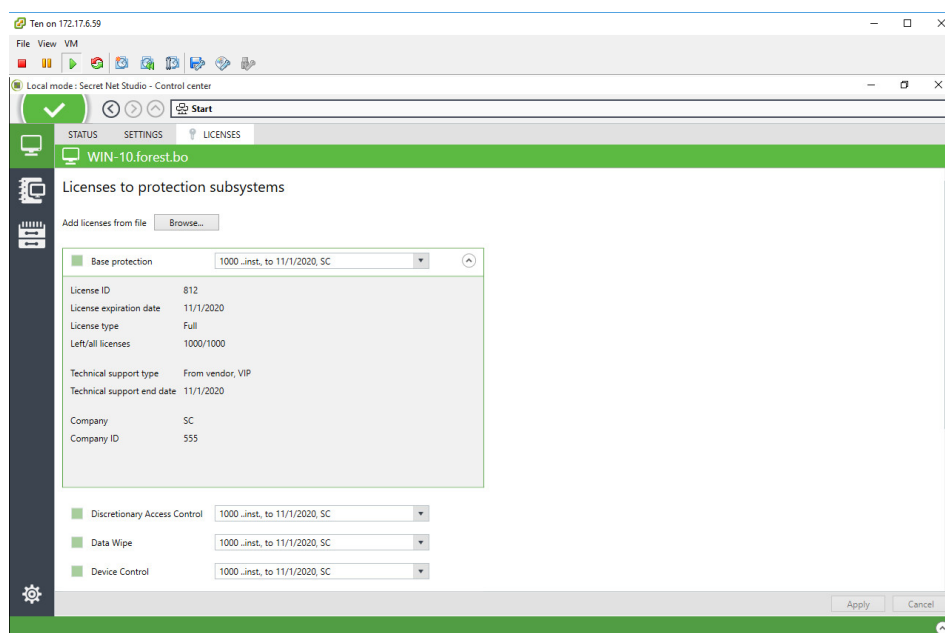 Ten on 172.17.6.59
File View VM
Local mode : Secret Net Studio - Control center
Start
STATUS SETTINGS LICENSES
WIN-10.forest.bo
Licenses to protection subsystems
Add licenses from file Browse...
Base protection 1000 ..inst., to 11/1/2020, SC
License ID 812
License expiration date 11/1/2020
License type Full
Left/all licenses 1000/1000
Technical support type From vendor, VIP
Technical support end date 11/1/2020
Company SC
Company ID 555
Discretionary Access Control 1000 ..inst., to 11/1/2020, SC
Data Wipe 1000 ..inst., to 11/1/2020, SC
Device Control 1000 ..inst., to 11/1/2020, SC
Apply Cancel